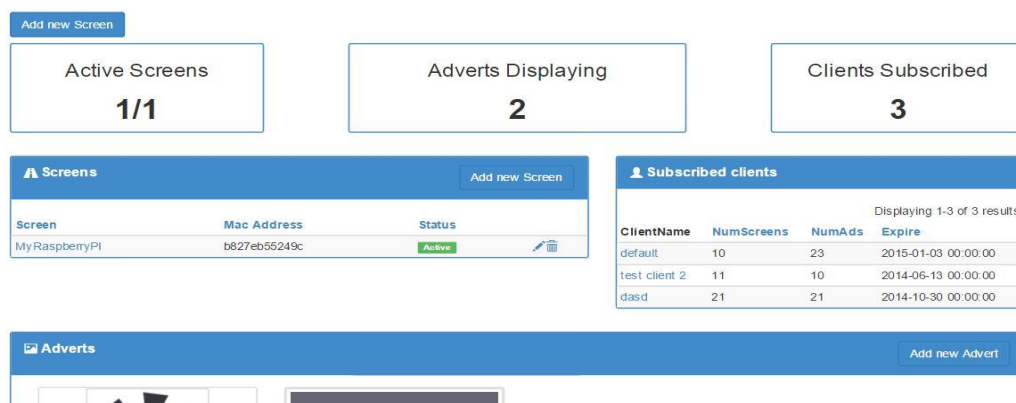 Add new Screen
Active Screens
1/1
Adverts Displaying
2
Clients Subscribed
3
Screens
Add new Screen
Screen Mac Address Status
MyRaspberryPI b827eb55249c Active
Subscribed clients
Displaying 1-3 of 3 results
ClientName NumScreens NumAds Expire
default 10 23 2015-01-03 00:00:00
test client 2 11 10 2014-06-13 00:00:00
dasd 21 21 2014-10-30 00:00:00
Adverts
Add new Advert